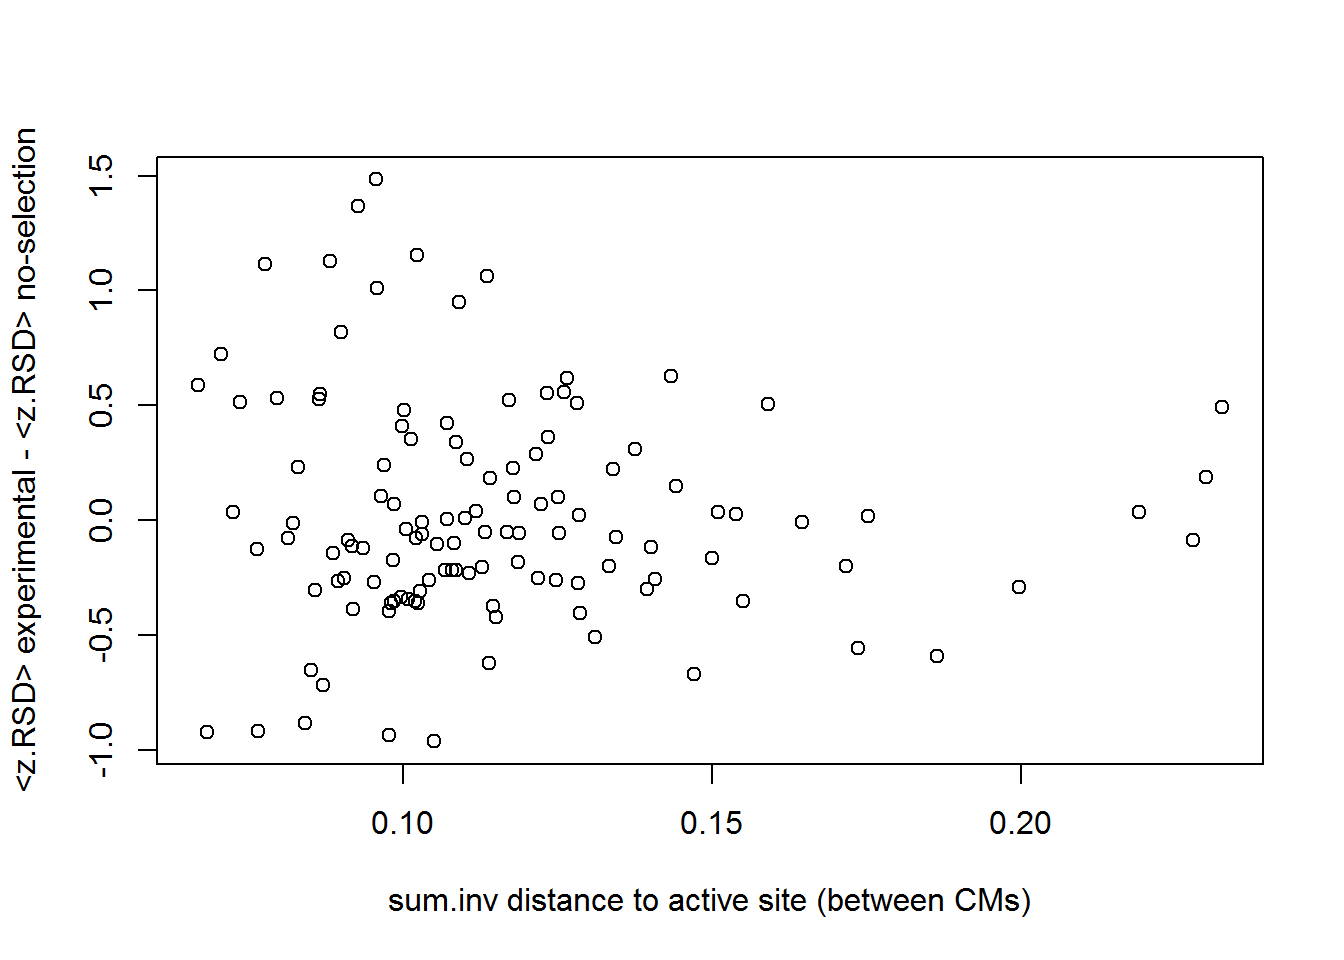 <z.RSD> experimental - <z.RSD> no-selection
1.5
1.0
0.5
0.0
-0.5
-1.0
0.10 0.15 0.20
sum.inv distance to active site (between CMs)